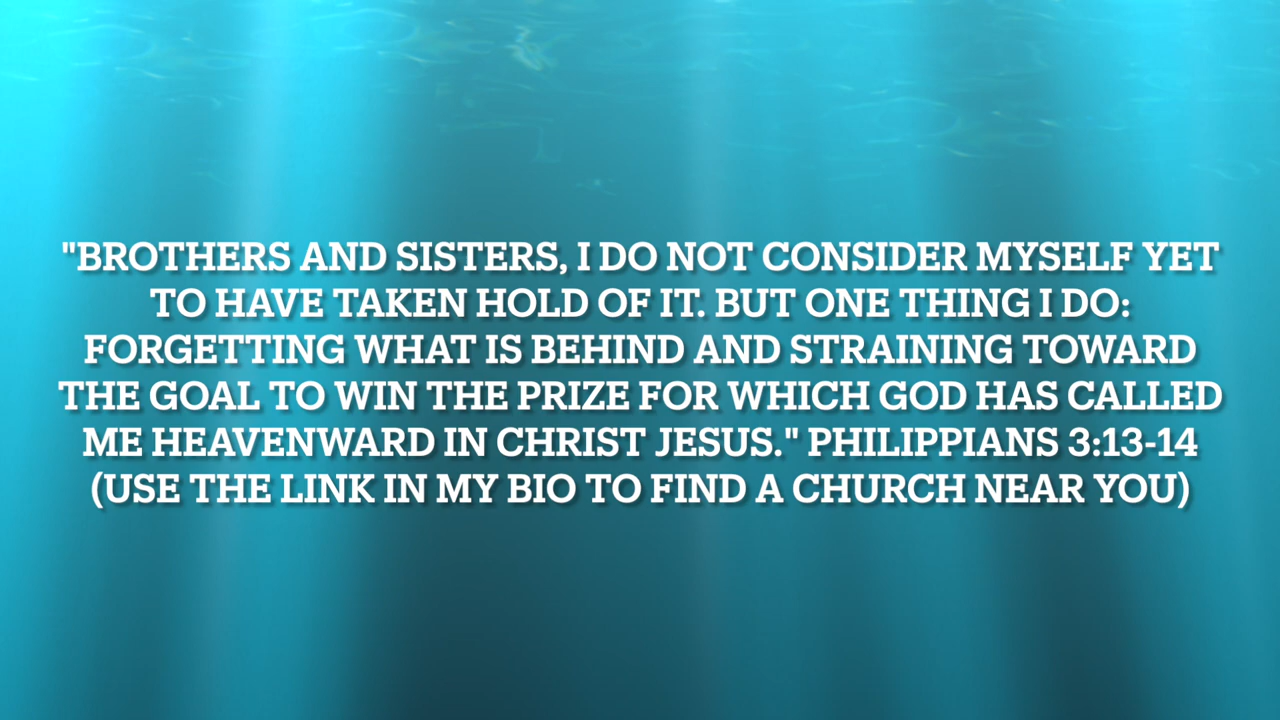 "BROTHERS AND SISTERS, I DO NOT CONSIDER MYSELF YET
TO HAVE TAKEN HOLD OF IT. BUT ONE THING I DO:
FORGETTING WHAT IS BEHIND AND STRAINING TOWARD
THE GOAL TO WIN THE PRIZE FOR WHICH GOD HAS CALLED
ME HEAVENWARD IN CHRIST JESUS." PHILIPPIANS 3:13-14
(USE THE LINK IN MY BIO TO FIND A CHURCH NEAR YOU)